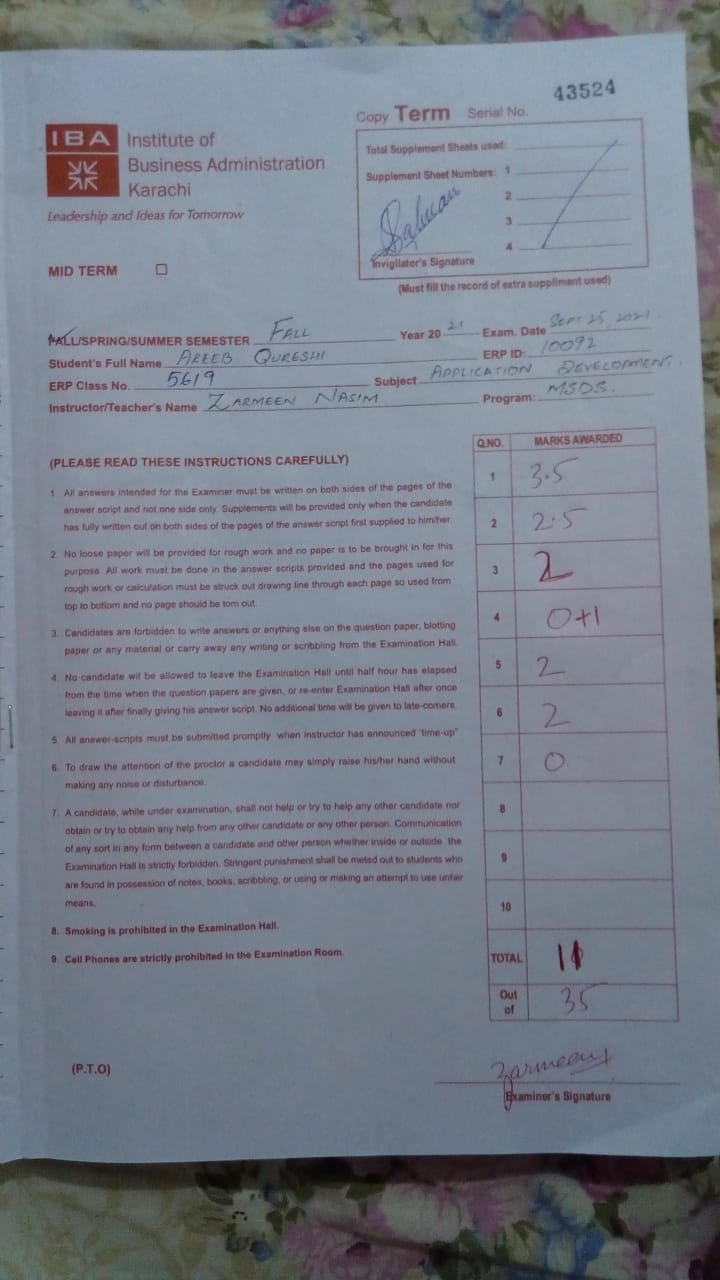 43524
Copy Term Serial No.
IBA
Institute of
Business Administration
Karachi
Leadership and Ideas for Tomorrow
Total Supplement Sheets used:
Supplement Sheet Numbers: 1
2
3
4
Salman
Invigilator's Signature
(Must fill the record of extra suppliment used)
MID TERM
FALL/SPRING/SUMMER SEMESTER FALL Year 20 21 Exam. Date SEPT 25, 2021
Student's Full Name AREEB QURESHI ERP ID: 10092
ERP Class No. 5619 Subject APPLICATION DEVELOPMENT.
Instructor/Teacher's Name ZARMEEN NASIM Program: MSDS.
(PLEASE READ THESE INSTRUCTIONS CAREFULLY)
1. All answers intended for the Examiner must be written on both sides of the pages of the
answer script and not one side only. Supplements will be provided only when the candidate
has fully written out on both sides of the pages of the answer script first supplied to him/her.
2. No loose paper will be provided for rough work and no paper is to be brought in for this
purpose. All work must be done in the answer scripts provided and the pages used for
rough work or calculation must be struck out drawing line through each page so used from
top to bottom and no page should be torn out.
3. Candidates are forbidden to write answers or anything else on the question paper, blotting
paper or any material or carry away any writing or scribbling from the Examination Hall.
4. No candidate wil be allowed to leave the Examination Hall until half hour has elapsed
from the time when the question papers are given, or re-enter Examination Hall after once
leaving it after finally giving his answer script. No additional time will be given to late-comers.
5. All answer-scripts must be submitted promptly when instructor has announced 'time-up"
6. To draw the attention of the proctor a candidate may simply raise his/her hand without
making any noise or disturbance.
7. A candidate, while under examination, shall not help or try to help any other candidate nor
obtain or try to obtain any help from any other candidate or any other person. Communication
of any sort in any form between a candidate and other person whether inside or outside the
Examination Hall is strictly forbidden. Stringent punishment shall be meted out to students who
are found in possession of notes, books, scribbling, or using or making an attempt to use unfair
means.
8. Smoking is prohibited in the Examination Hall.
9. Cell Phones are strictly prohibited in the Examination Room.
Q.NO. MARKS AWARDED
1 3.5
2 2.5
3 2
4 0+1
5 2
6 2
7 0
8
9
10
TOTAL 11
Out of 35
(P.T.O)
Zarmeen
Examiner's Signature